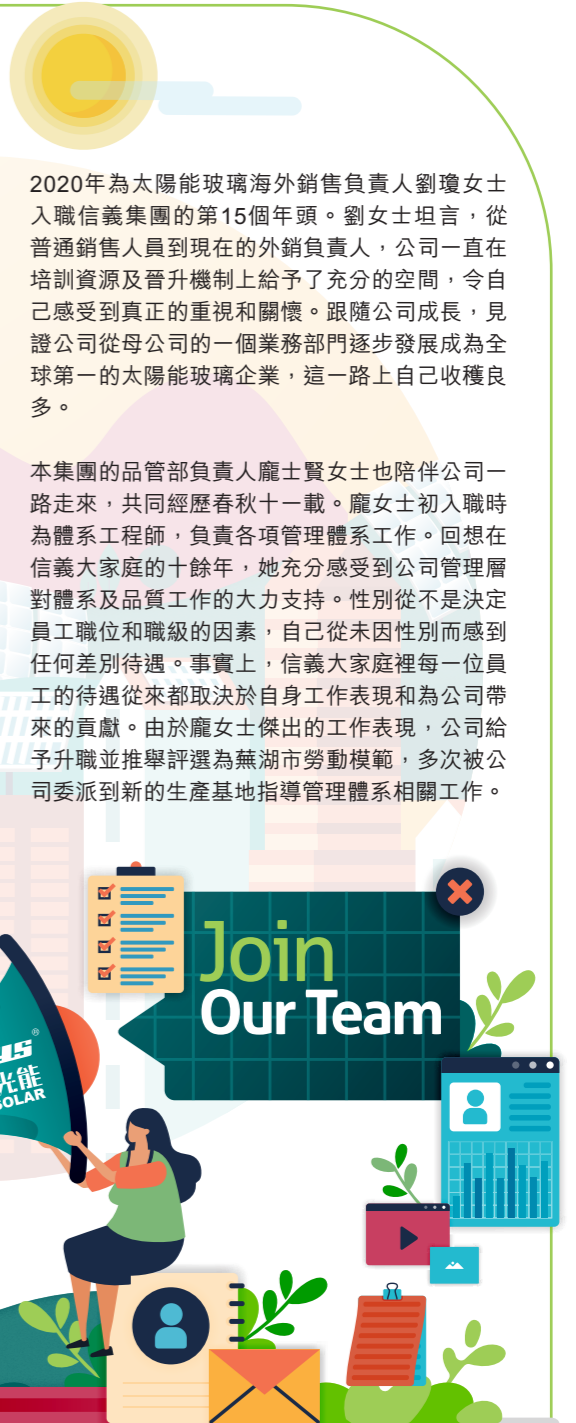 2020年為太陽能玻璃海外銷售負責人劉瓊女士
入職信義集團的第15個年頭。劉女士坦言，從
普通銷售人員到現在的外銷負責人，公司一直在
培訓資源及晉升機制上給予了充分的空間，令自
己感受到真正的重視和關懷。跟隨公司成長，見
證公司從母公司的一個業務部門逐步發展成為全
球第一的太陽能玻璃企業，這一路上自己收穫良
多。
本集團的品管部負責人龐士賢女士也陪伴公司一
路走來，共同經歷春秋十一載。龐女士初入職時
為體系工程師，負責各項管理體系工作。回想在
信義大家庭的十餘年，她充分感受到公司管理層
對體系及品質工作的大力支持。性別從不是決定
員工職位和職級的因素，自己從未因性別而感到
任何差別待遇。事實上，信義大家庭裡每一位員
工的待遇從來都取決於自身工作表現和為公司帶
來的貢獻。由於龐女士傑出的工作表現，公司給
予升職並推舉評選為蕪湖市勞動模範，多次被公
司委派到新的生產基地指導管理體系相關工作。
Join
Our Team
®
光能
SOLAR